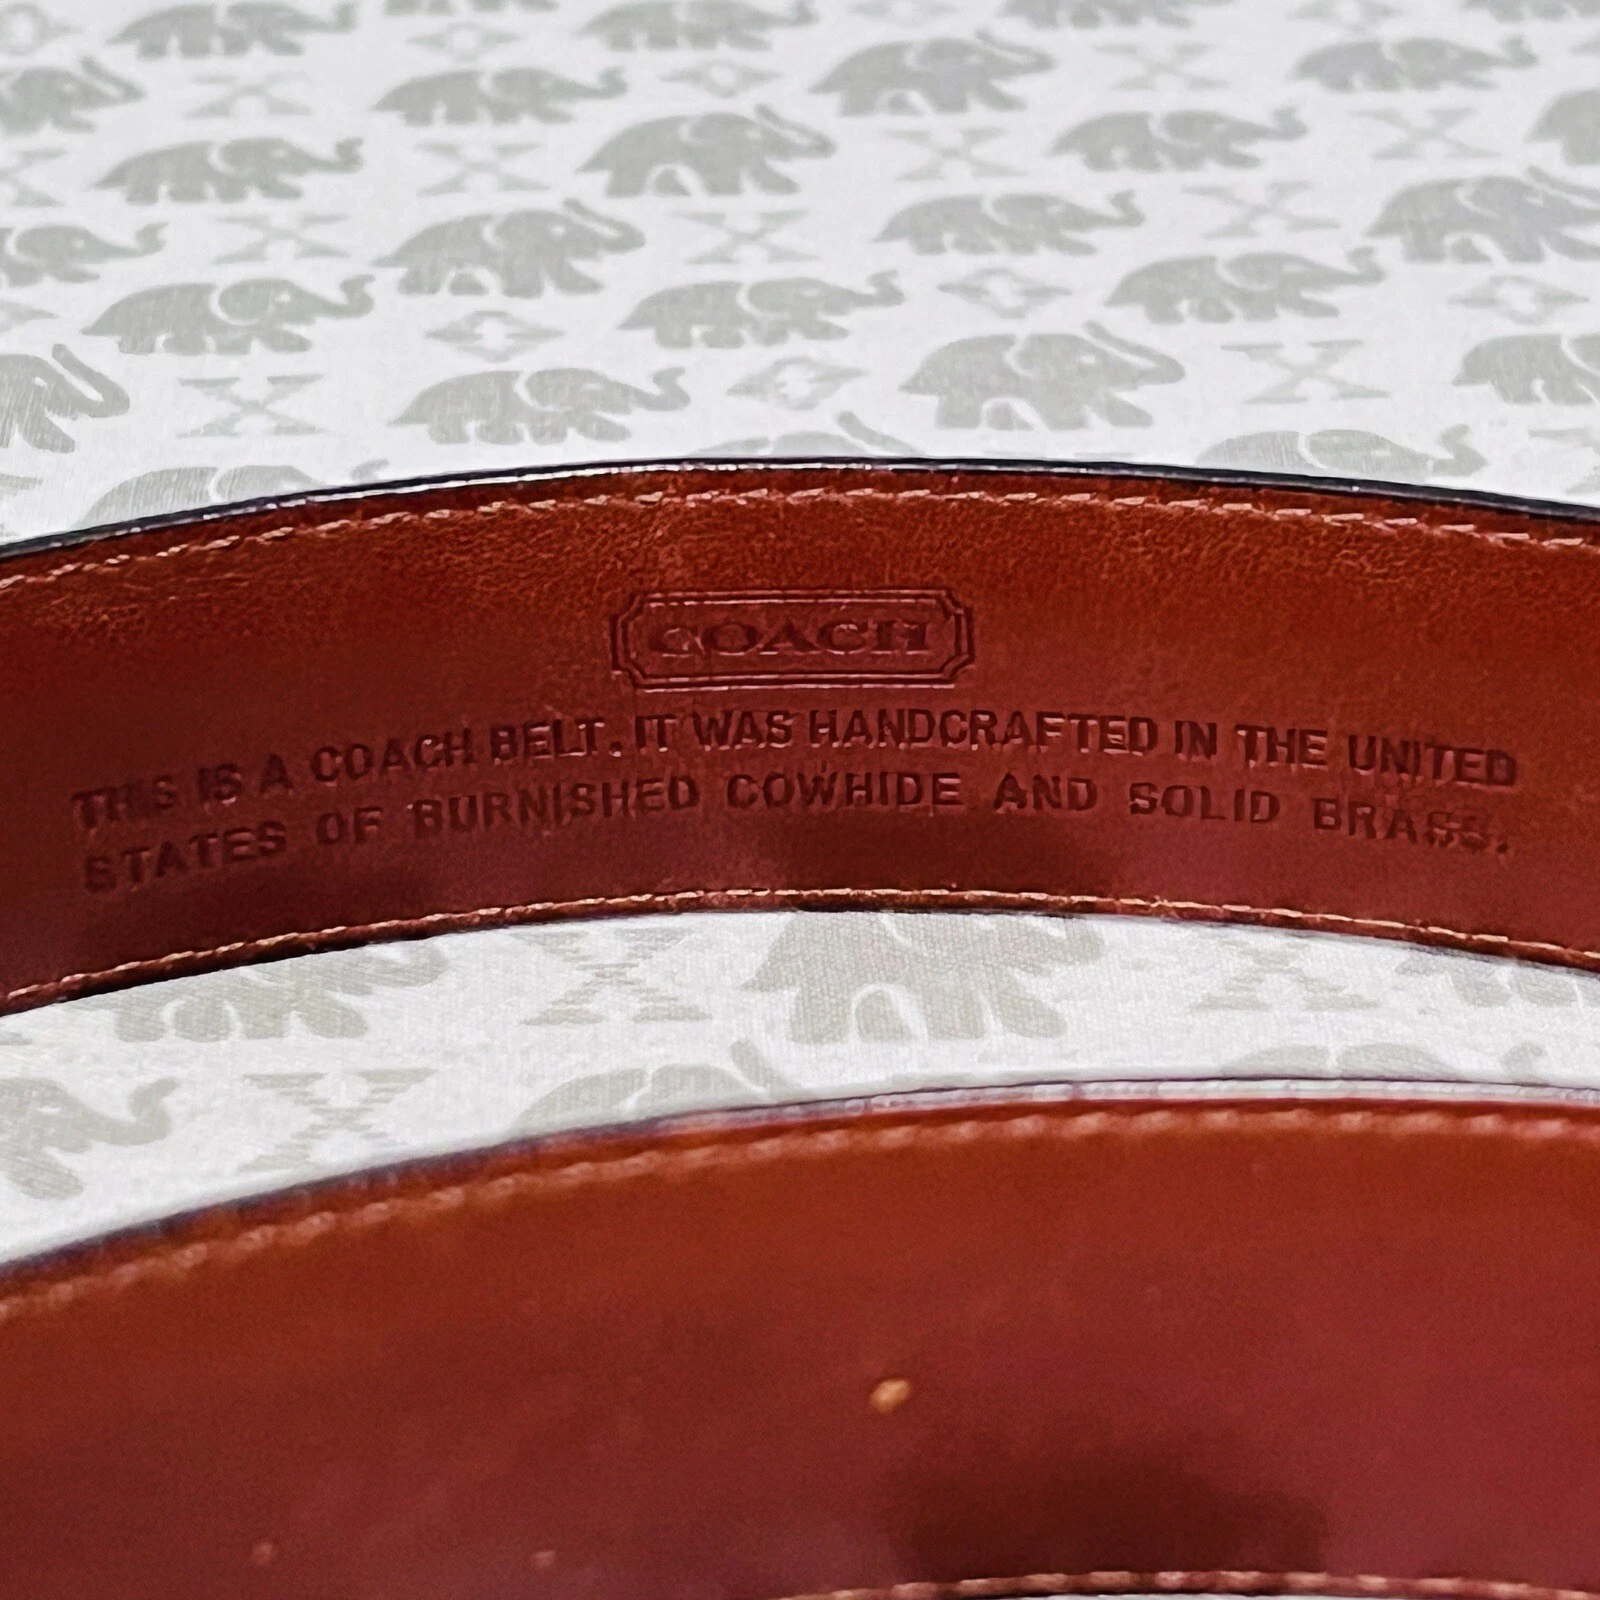 COACH
THIS IS A COACH BELT. IT WAS HANDCRAFTED IN THE UNITED
STATES OF BURNISHED COWHIDE AND SOLID BRASS.